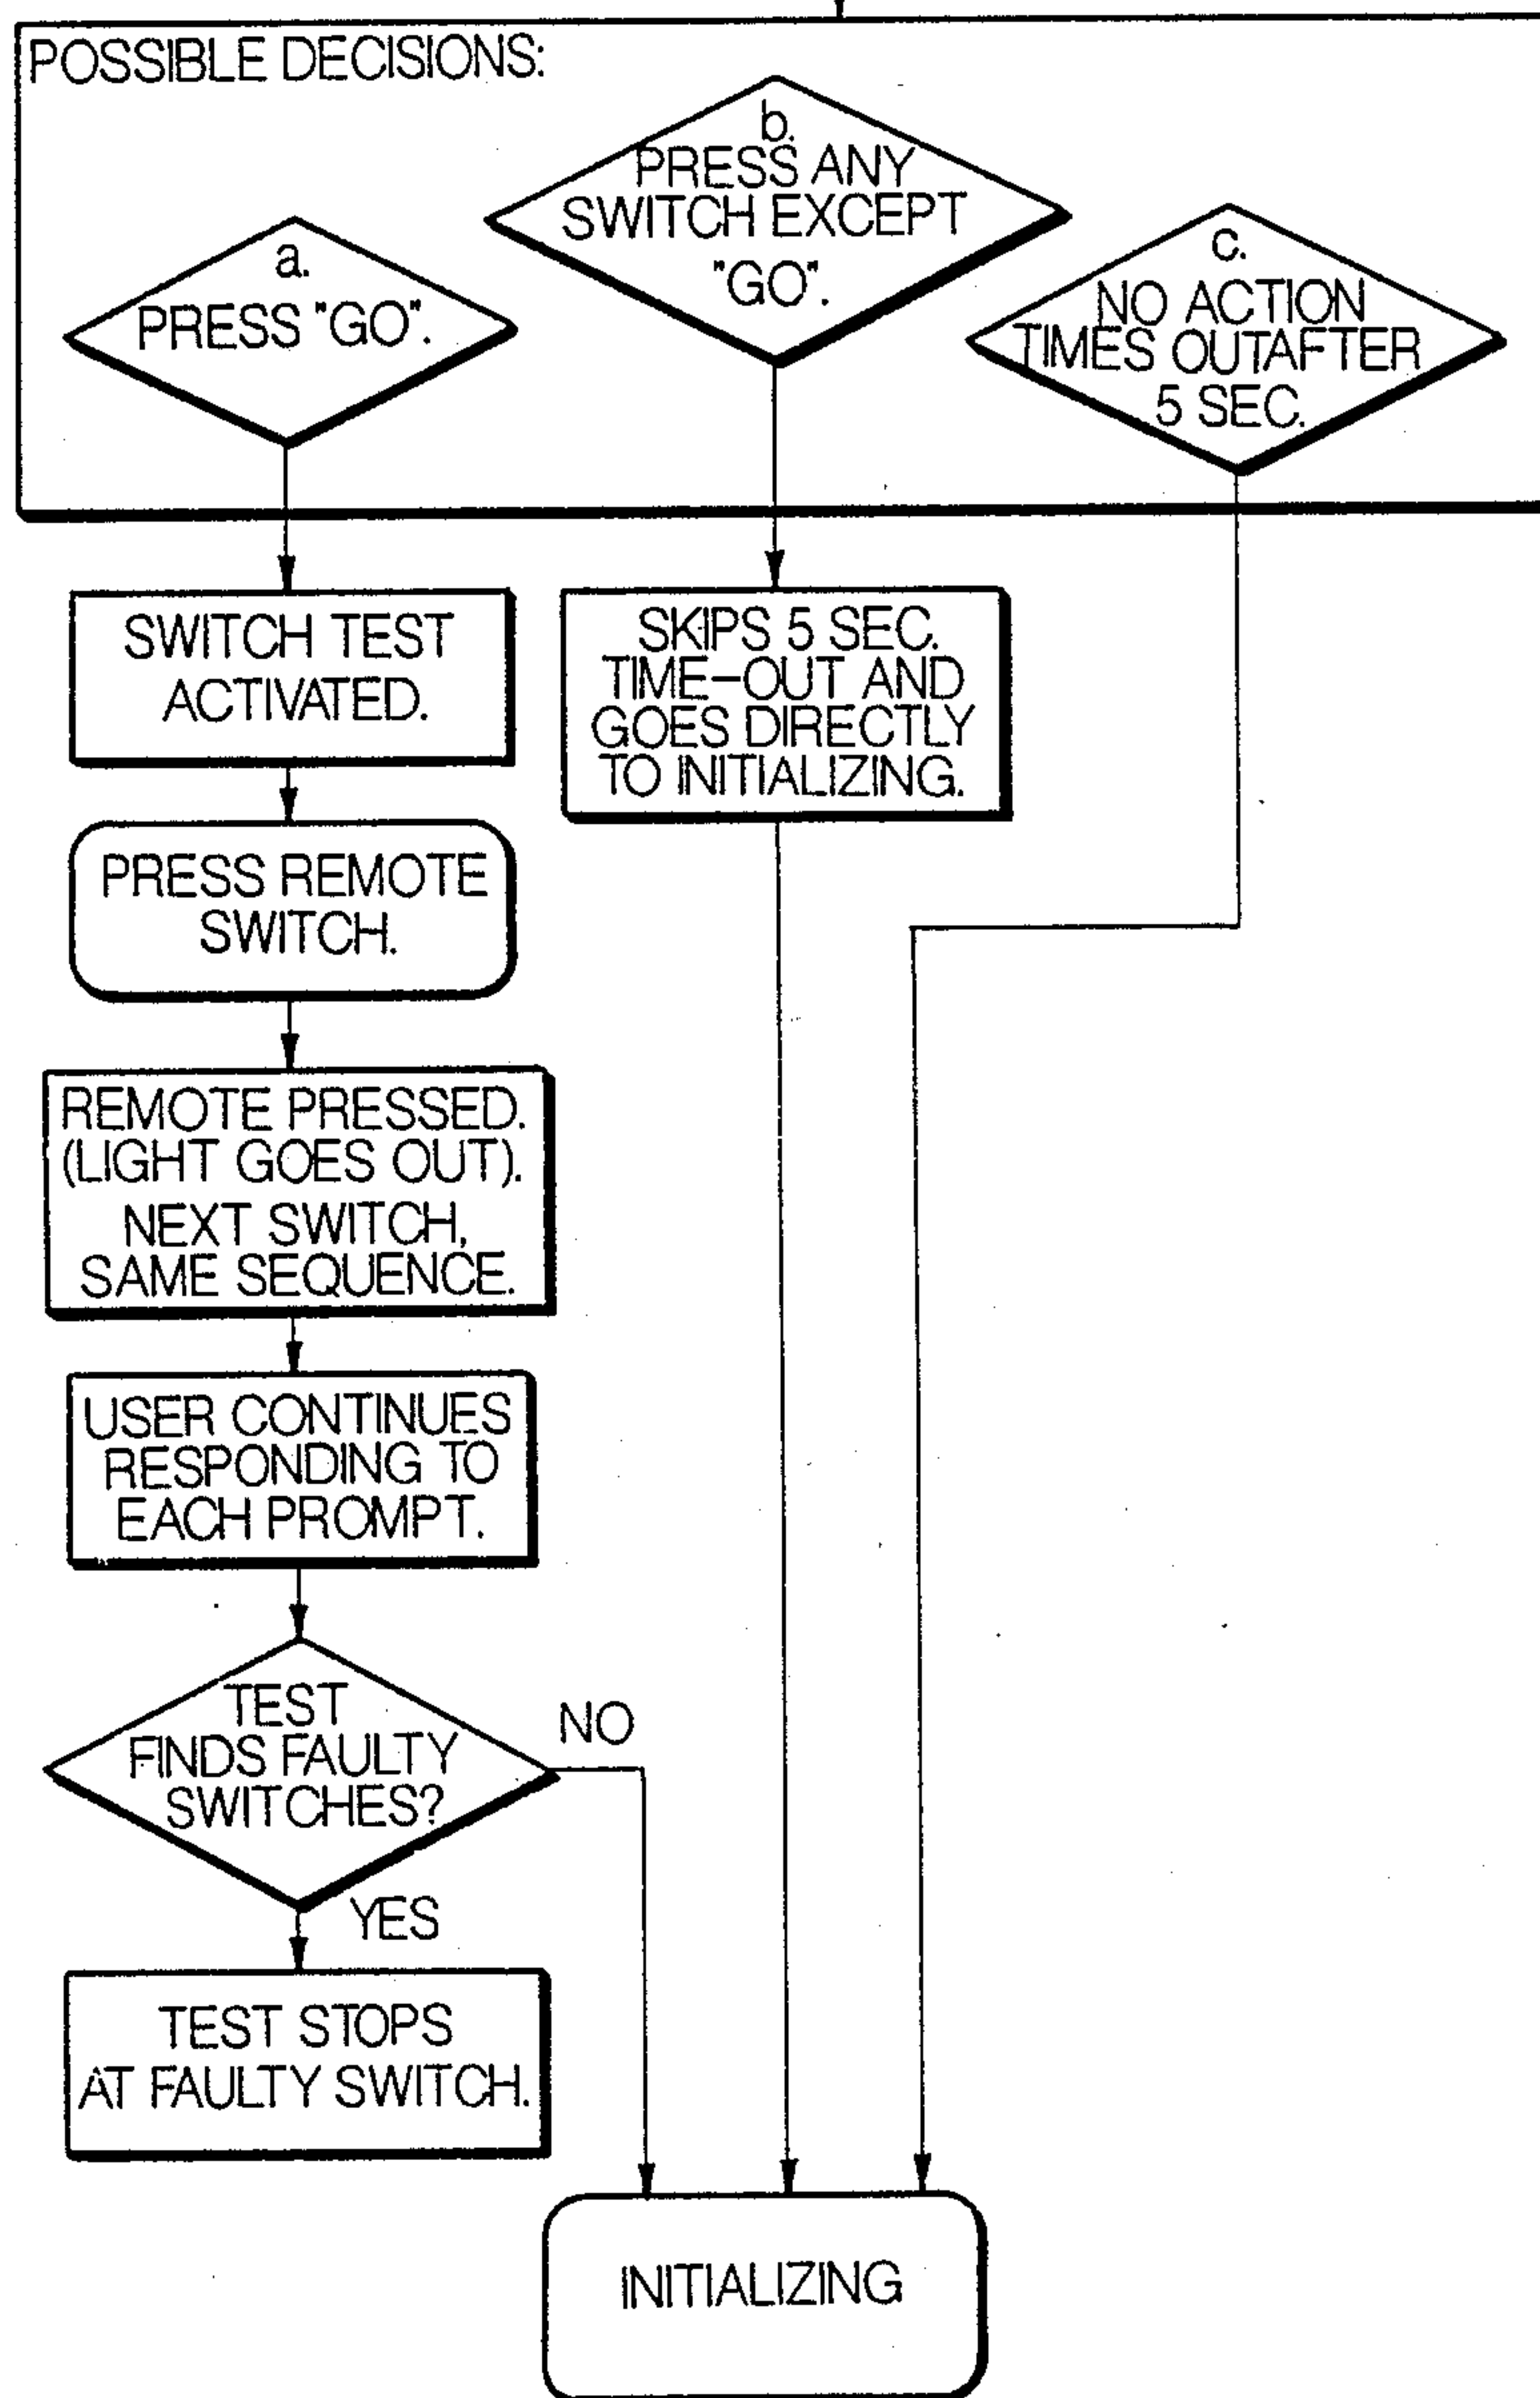 POSSIBLE DECISIONS:
a.
PRESS "GO".
b.
PRESS ANY
SWITCH EXCEPT
"GO".
c.
NO ACTION
TIMES OUTAFTER
5 SEC.
SWITCH TEST
ACTIVATED.
SKIPS 5 SEC.
TIME-OUT AND
GOES DIRECTLY
TO INITIALIZING.
PRESS REMOTE
SWITCH.
REMOTE PRESSED.
(LIGHT GOES OUT).
NEXT SWITCH,
SAME SEQUENCE.
USER CONTINUES
RESPONDING TO
EACH PROMPT.
TEST
FINDS FAULTY
SWITCHES?
NO
YES
TEST STOPS
AT FAULTY SWITCH.
INITIALIZING